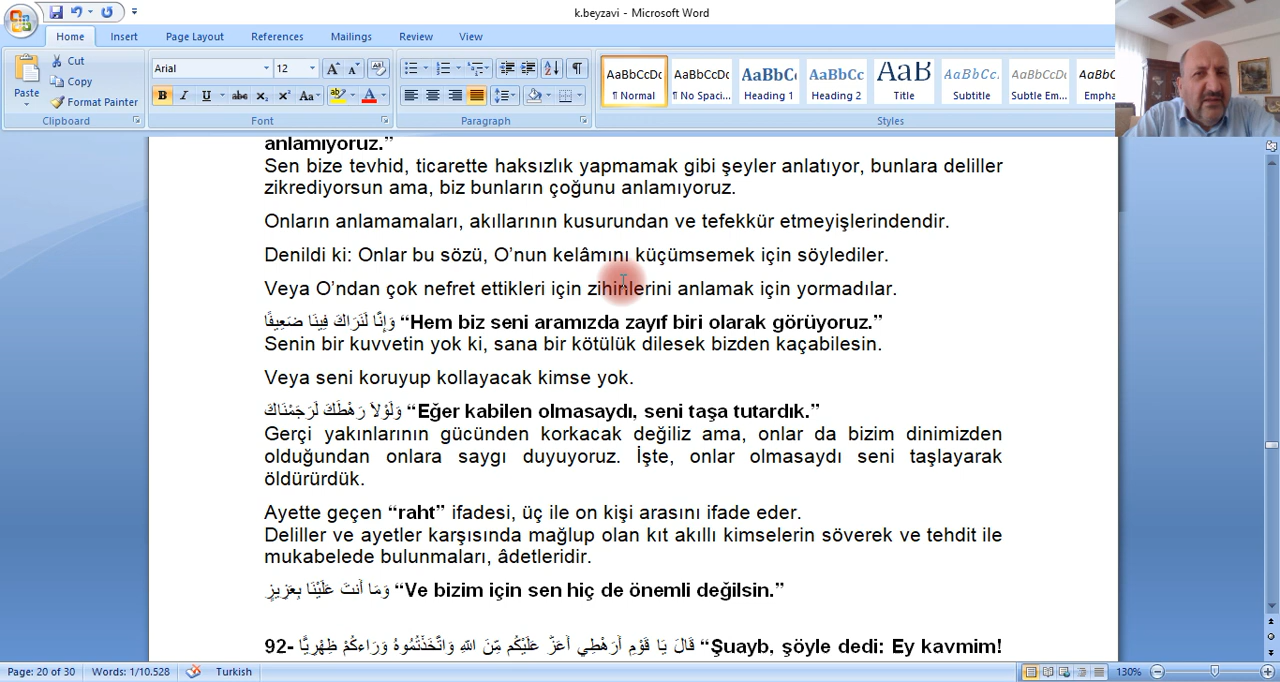 k.beyzavi - Microsoft Word
Home Insert Page Layout References Mailings Review View
Paste
Cut
Copy
Format Painter
Clipboard
Arial 12
Font
Paragraph
AaBbCcDc AaBbCcDc AaBbC AaBbCc AaB AaBbCc. AaBbCcDc AaBbC
¶ Normal ¶ No Spaci... Heading 1 Heading 2 Title Subtitle Subtle Em... Empha
Styles
anlamıyoruz.”
Sen bize tevhid, ticarette haksızlık yapmamak gibi şeyler anlatıyor, bunlara deliller
zikrediyorsun ama, biz bunların çoğunu anlamıyoruz.
Onların anlamamaları, akıllarının kusurundan ve tefekkür etmeyişlerindendir.
Denildi ki: Onlar bu sözü, O’nun kelâmını küçümsemek için söylediler.
Veya O’ndan çok nefret ettikleri için zihinlerini anlamak için yormadılar.
وَإِنَّا لَنَرَاكَ فِينَا ضَعِيفًا “Hem biz seni aramızda zayıf biri olarak görüyoruz.”
Senin bir kuvvetin yok ki, sana bir kötülük dilesek bizden kaçabilesin.
Veya seni koruyup kollayacak kimse yok.
وَلَوْلاَ رَهْطُكَ لَرَجَمْنَاكَ “Eğer kabilen olmasaydı, seni taşa tutardık.”
Gerçi yakınlarının gücünden korkacak değiliz ama, onlar da bizim dinimizden
olduğundan onlara saygı duyuyoruz. İşte, onlar olmasaydı seni taşlayarak
öldürürdük.
Ayette geçen “raht” ifadesi, üç ile on kişi arasını ifade eder.
Deliller ve ayetler karşısında mağlup olan kıt akıllı kimselerin söverek ve tehdit ile
mukabelede bulunmaları, âdetleridir.
وَمَا أَنتَ عَلَيْنَا بِعَزِيزٍ “Ve bizim için sen hiç de önemli değilsin.”
92- قَالَ يَا قَوْمِ أَرَهْطِي أَعَزُّ عَلَيْكُم مِّنَ اللّهِ وَاتَّخَذْتُمُوهُ وَرَاءكُمْ ظِهْرِيًّا “Şuayb, şöyle dedi: Ey kavmim!
Page: 20 of 30 Words: 1/10.528 Turkish 130%